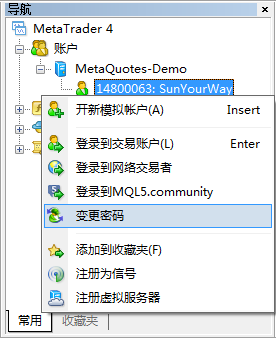 导航
MetaTrader 4
账户
MetaQuotes-Demo
14800063: SunYourWay
开新模拟帐户(A) Insert
登录到交易账户(L) Enter
登录到网络交易者
登录到MQL5.community
变更密码
添加到收藏夹(F)
注册为信号
注册虚拟服务器
常用 收藏夹